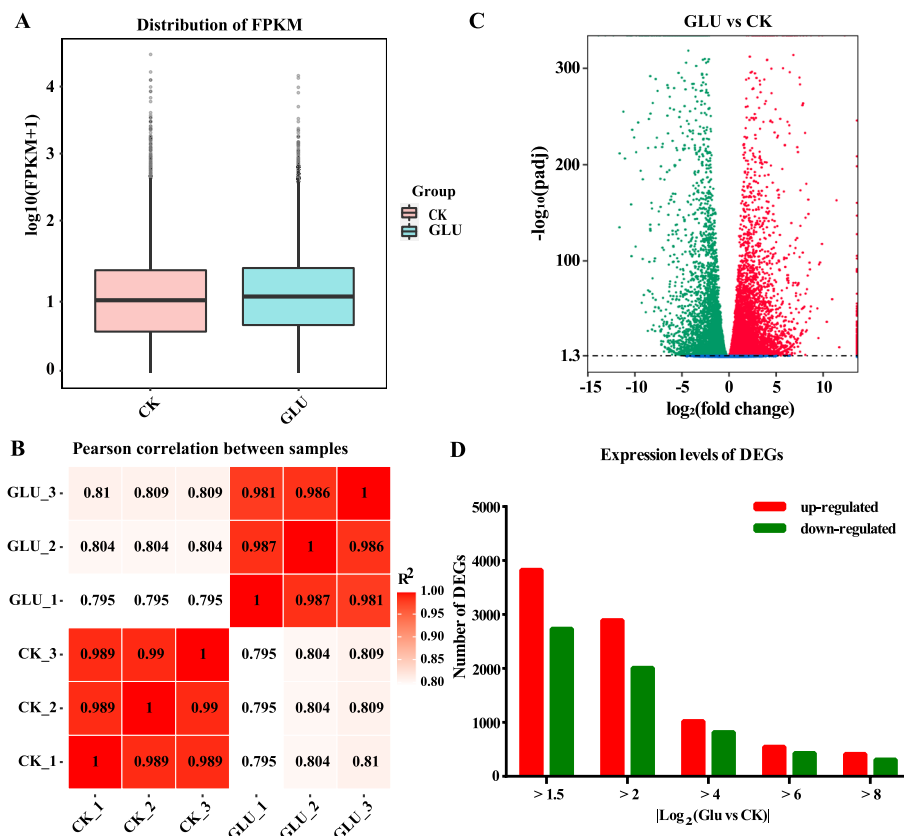 A
Distribution of FPKM
log10(FPKM+1)
4
3
2
1
0
CK
GLU
Group
CK
GLU
C
GLU vs CK
-log10(padj)
300
200
100
1.3
-15
-10
-5
0
5
10
log2(fold change)
B
Pearson correlation between samples
GLU_3
0.81 0.809 0.809 0.981 0.986 1
GLU_2
0.804 0.804 0.804 0.987 1 0.986
GLU_1
0.795 0.795 0.795 1 0.987 0.981
CK_3
0.989 0.99 1 0.795 0.804 0.809
CK_2
0.989 1 0.99 0.795 0.804 0.809
CK_1
1 0.989 0.989 0.795 0.804 0.81
CK_1
CK_2
CK_3
GLU_1
GLU_2
GLU_3
R2
1.00
0.95
0.90
0.85
0.80
D
Expression levels of DEGs
up-regulated
down-regulated
Number of DEGs
5000
4000
3000
2000
1000
0
> 1.5
> 2
> 4
> 6
> 8
|Log2(Glu vs CK)|